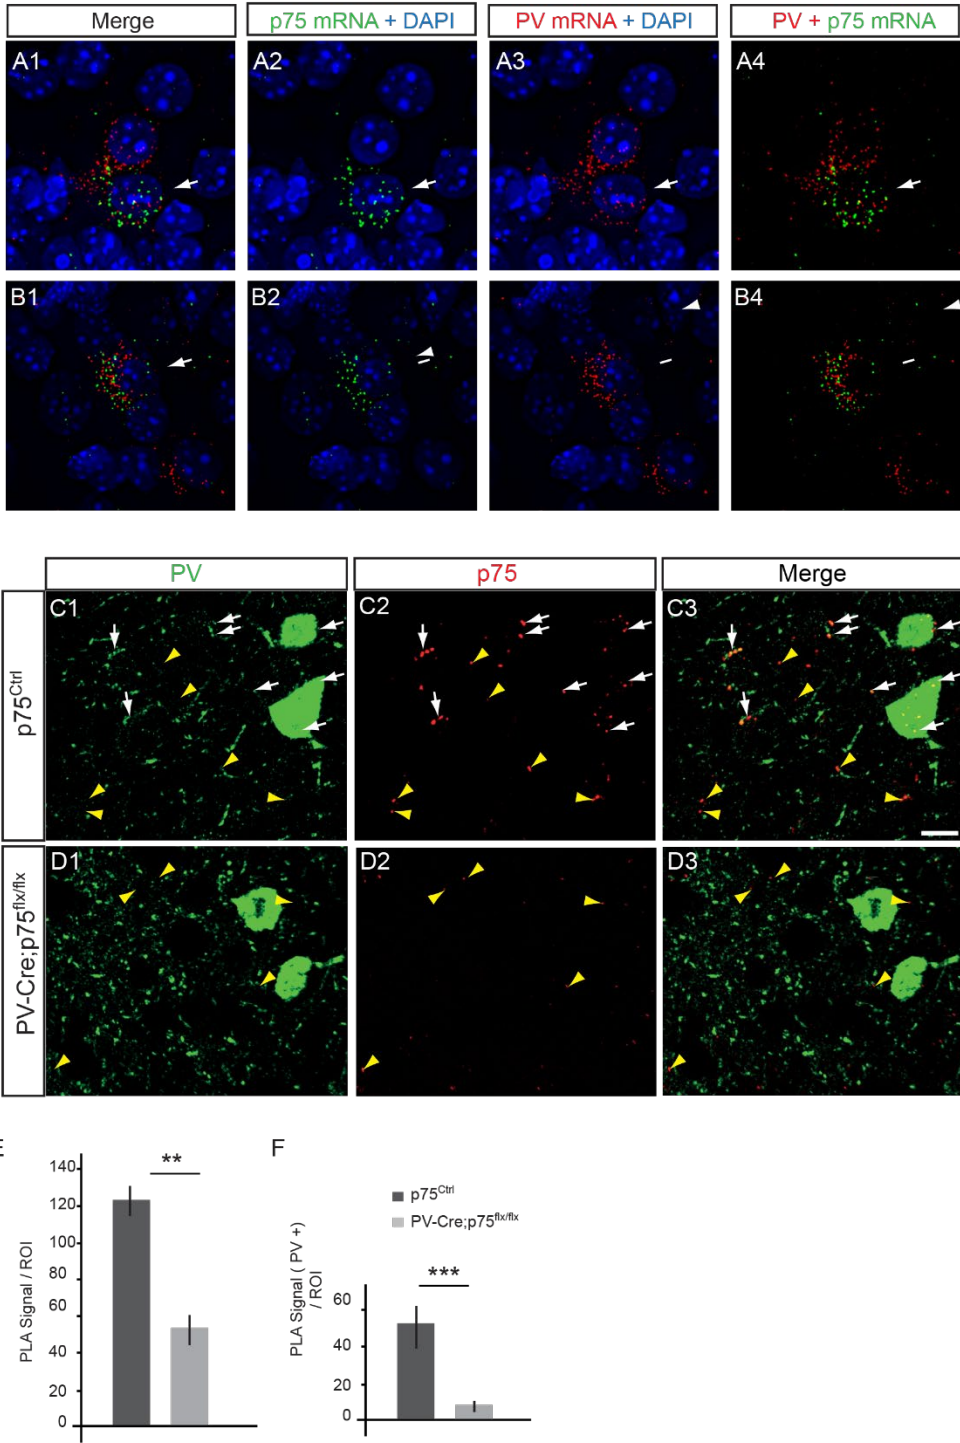 Merge
p75 mRNA + DAPI
PV mRNA + DAPI
PV + p75 mRNA
A1
A2
A3
A4
B1
B2
B4
PV
p75
Merge
p75Ctrl
C1
C2
C3
PV-Cre;p75flx/flx
D1
D2
D3
E
PLA Signal / ROI
140
120
100
80
60
40
20
0
**
F
p75Ctrl
PV-Cre;p75flx/flx
PLA Signal ( PV +)
/ ROI
60
40
20
0
***